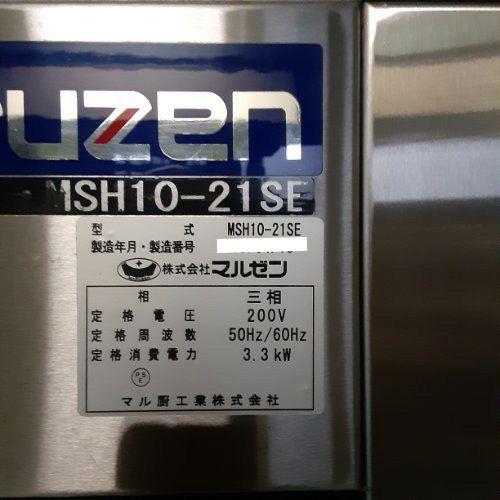 ruzen
MSH10-21SE
型 式 MSH10-21SE
製造年月・製造番号
株式会社 マルゼン
相 三相
定格電圧 200V
定格周波数 50Hz/60Hz
定格消費電力 3.3kW
PSE
マル厨工業株式会社